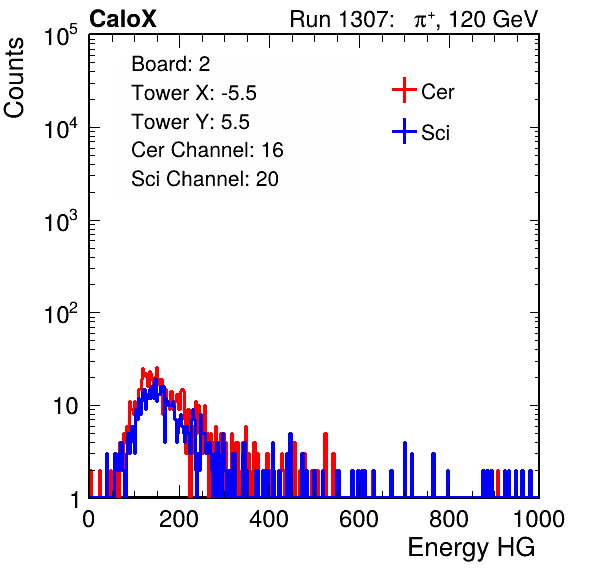 CaloX Run 1307: π⁺, 120 GeV
Board: 2
Tower X: -5.5
Tower Y: 5.5
Cer Channel: 16
Sci Channel: 20
Cer
Sci
Counts
10⁵
10⁴
10³
10²
10
1
0 200 400 600 800 1000
Energy HG